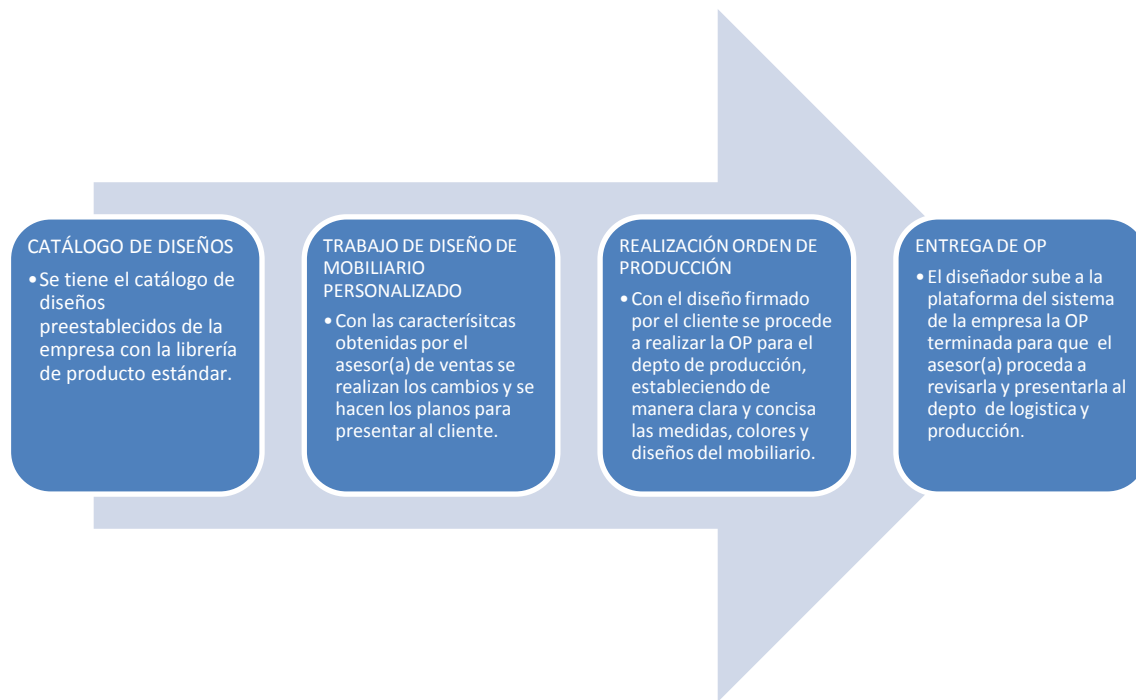 CATÁLOGO DE DISEÑOS
• Se tiene el catálogo de
diseños
preestablecidos de la
empresa con la librería
de producto estándar.
TRABAJO DE DISEÑO DE
MOBILIARIO
PERSONALIZADO
• Con las caracterísitcas
obtenidas por el
asesor(a) de ventas se
realizan los cambios y se
hacen los planos para
presentar al cliente.
REALIZACIÓN ORDEN DE
PRODUCCIÓN
• Con el diseño firmado
por el cliente se procede
a realizar la OP para el
depto de producción,
estableciendo de
manera clara y concisa
las medidas, colores y
diseños del mobiliario.
ENTREGA DE OP
• El diseñador sube a la
plataforma del sistema
de la empresa la OP
terminada para que el
asesor(a) proceda a
revisarla y presentarla al
depto de logistica y
producción.